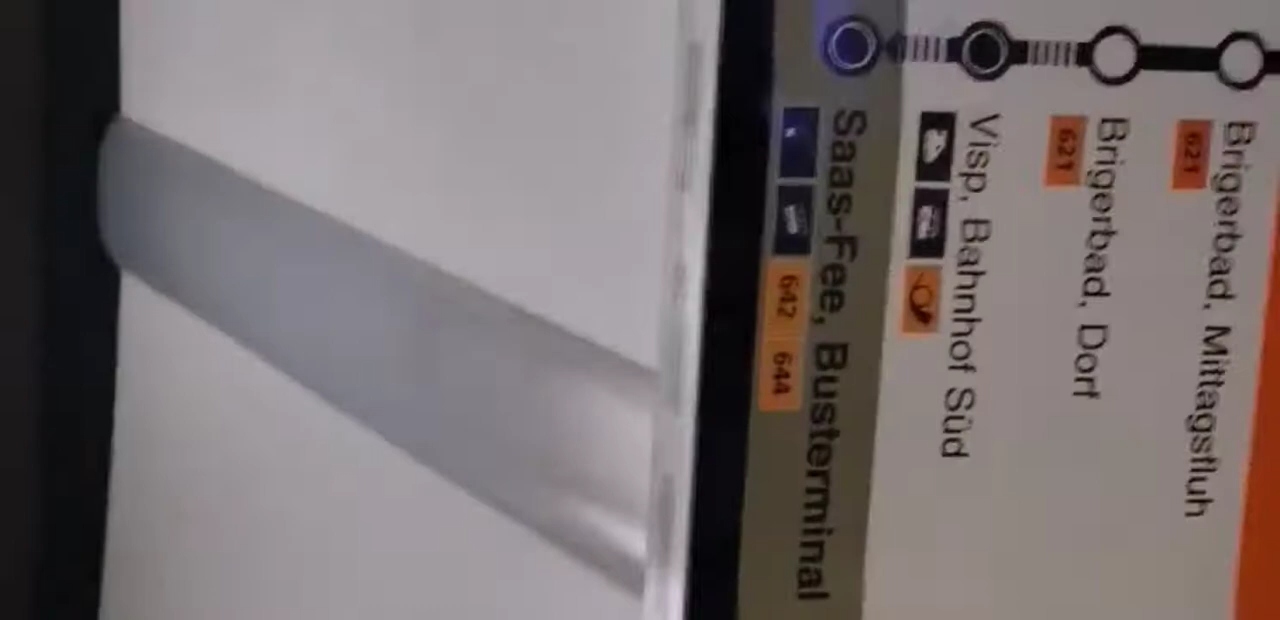 Brigerbad, Mittagsfluh
621
Brigerbad, Dorf
621
Visp, Bahnhof Süd
Saas-Fee, Busterminal
642 644